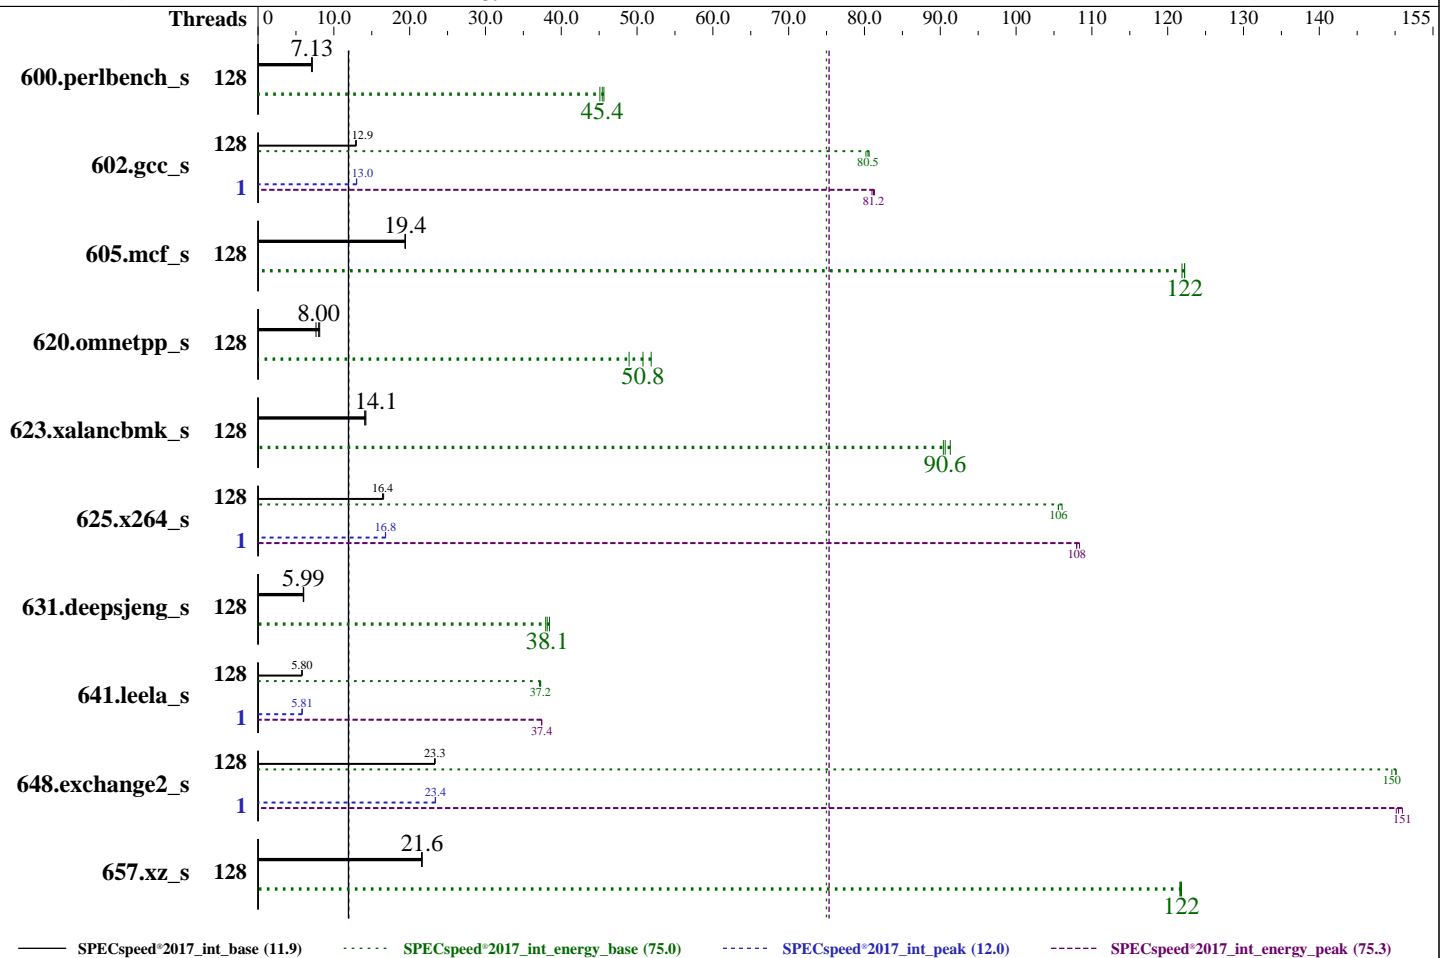 Threads 0 10.0 20.0 30.0 40.0 50.0 60.0 70.0 80.0 90.0 100 110 120 130 140 155
600.perlbench_s 128 7.13
45.4
602.gcc_s 128 12.9
80.5
1 13.0
81.2
605.mcf_s 128 19.4
122
620.omnetpp_s 128 8.00
50.8
623.xalancbmk_s 128 14.1
90.6
625.x264_s 128 16.4
106
1 16.8
108
631.deepsjeng_s 128 5.99
38.1
641.leela_s 128 5.80
37.2
1 5.81
37.4
648.exchange2_s 128 23.3
150
1 23.4
151
657.xz_s 128 21.6
122
SPECspeed®2017_int_base (11.9) SPECspeed®2017_int_energy_base (75.0) SPECspeed®2017_int_peak (12.0) SPECspeed®2017_int_energy_peak (75.3)